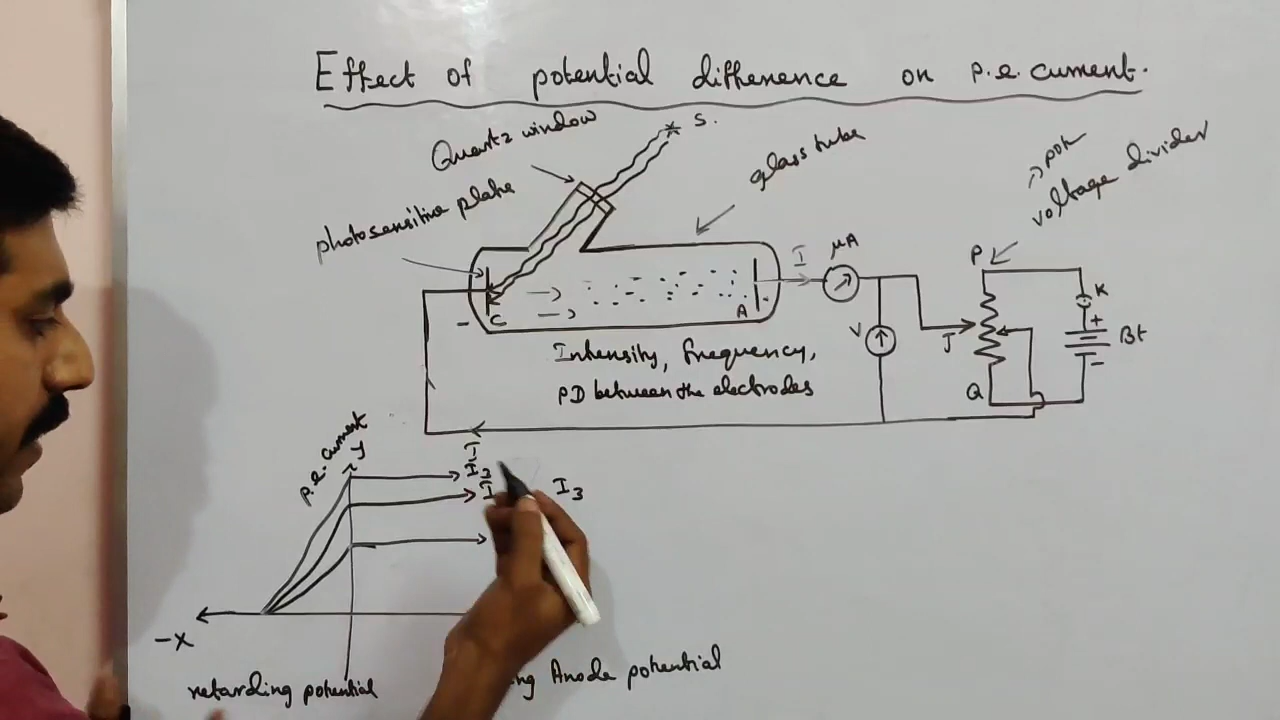 Effect of potential difference on p.e. current.
Quartz window
S.
photosensitive plate
glass tube
voltage divider
I
μA
P
K
+
V
J
Bt
-
C
A
-
Q
Intensity, frequency,
PD between the electrodes
p.e. current
y
I3
I3
-x
retarding potential
Anode potential